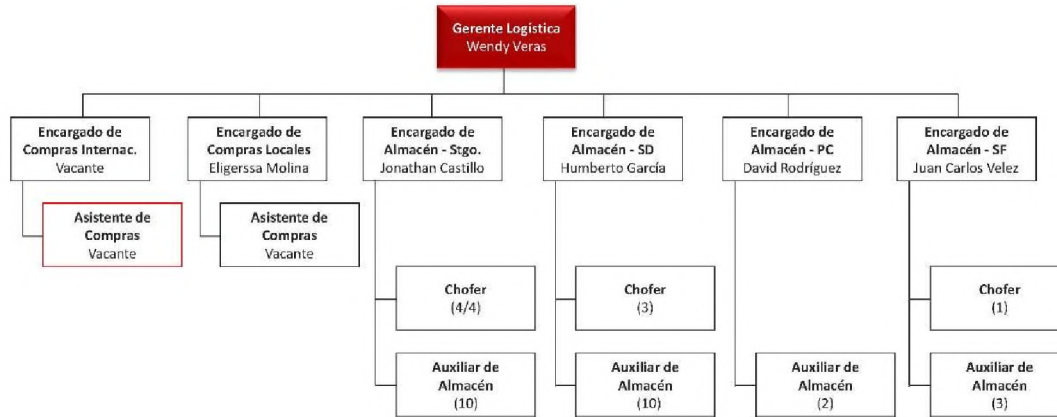 Gerente Logística
Wendy Veras
Encargado de
Compras Internac.
Vacante
Encargado de
Compras Locales
Eligerssa Molina
Encargado de
Almacén - Stgo.
Jonathan Castillo
Encargado de
Almacén - SD
Humberto García
Encargado de
Almacén - PC
David Rodríguez
Encargado de
Almacén - SF
Juan Carlos Velez
Asistente de
Compras
Vacante
Asistente de
Compras
Vacante
Chofer
(4/4)
Chofer
(3)
Chofer
(1)
Auxiliar de
Almacén
(10)
Auxiliar de
Almacén
(10)
Auxiliar de
Almacén
(2)
Auxiliar de
Almacén
(3)